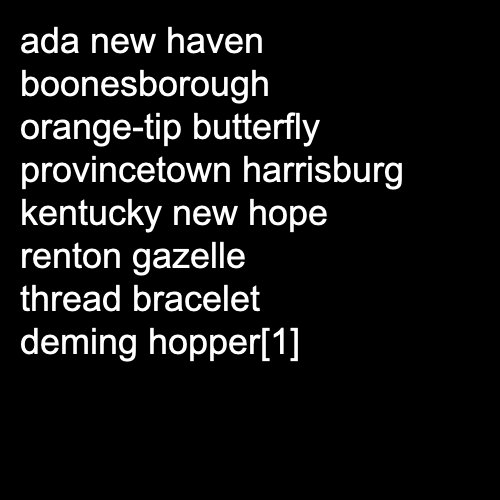 ada new haven
boonesborough
orange-tip butterfly
provincetown harrisburg
kentucky new hope
renton gazelle
thread bracelet
deming hopper[1]